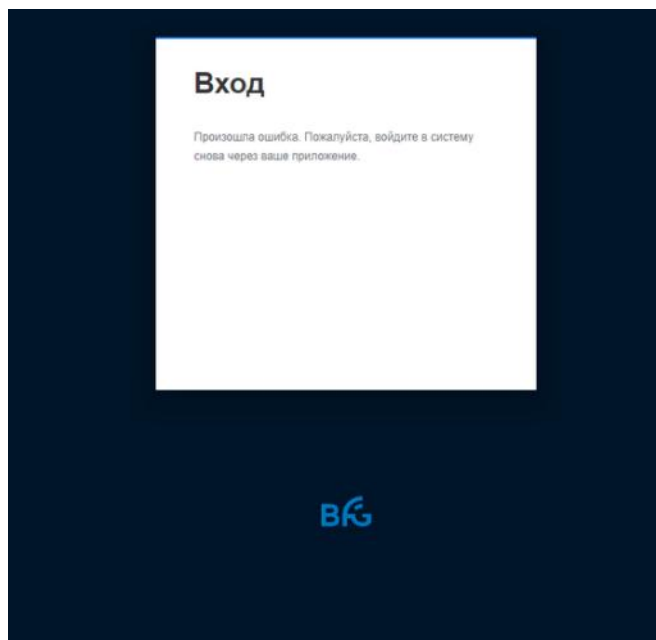 Вход
Произошла ошибка. Пожалуйста, войдите в систему
снова через ваше приложение.
BFG